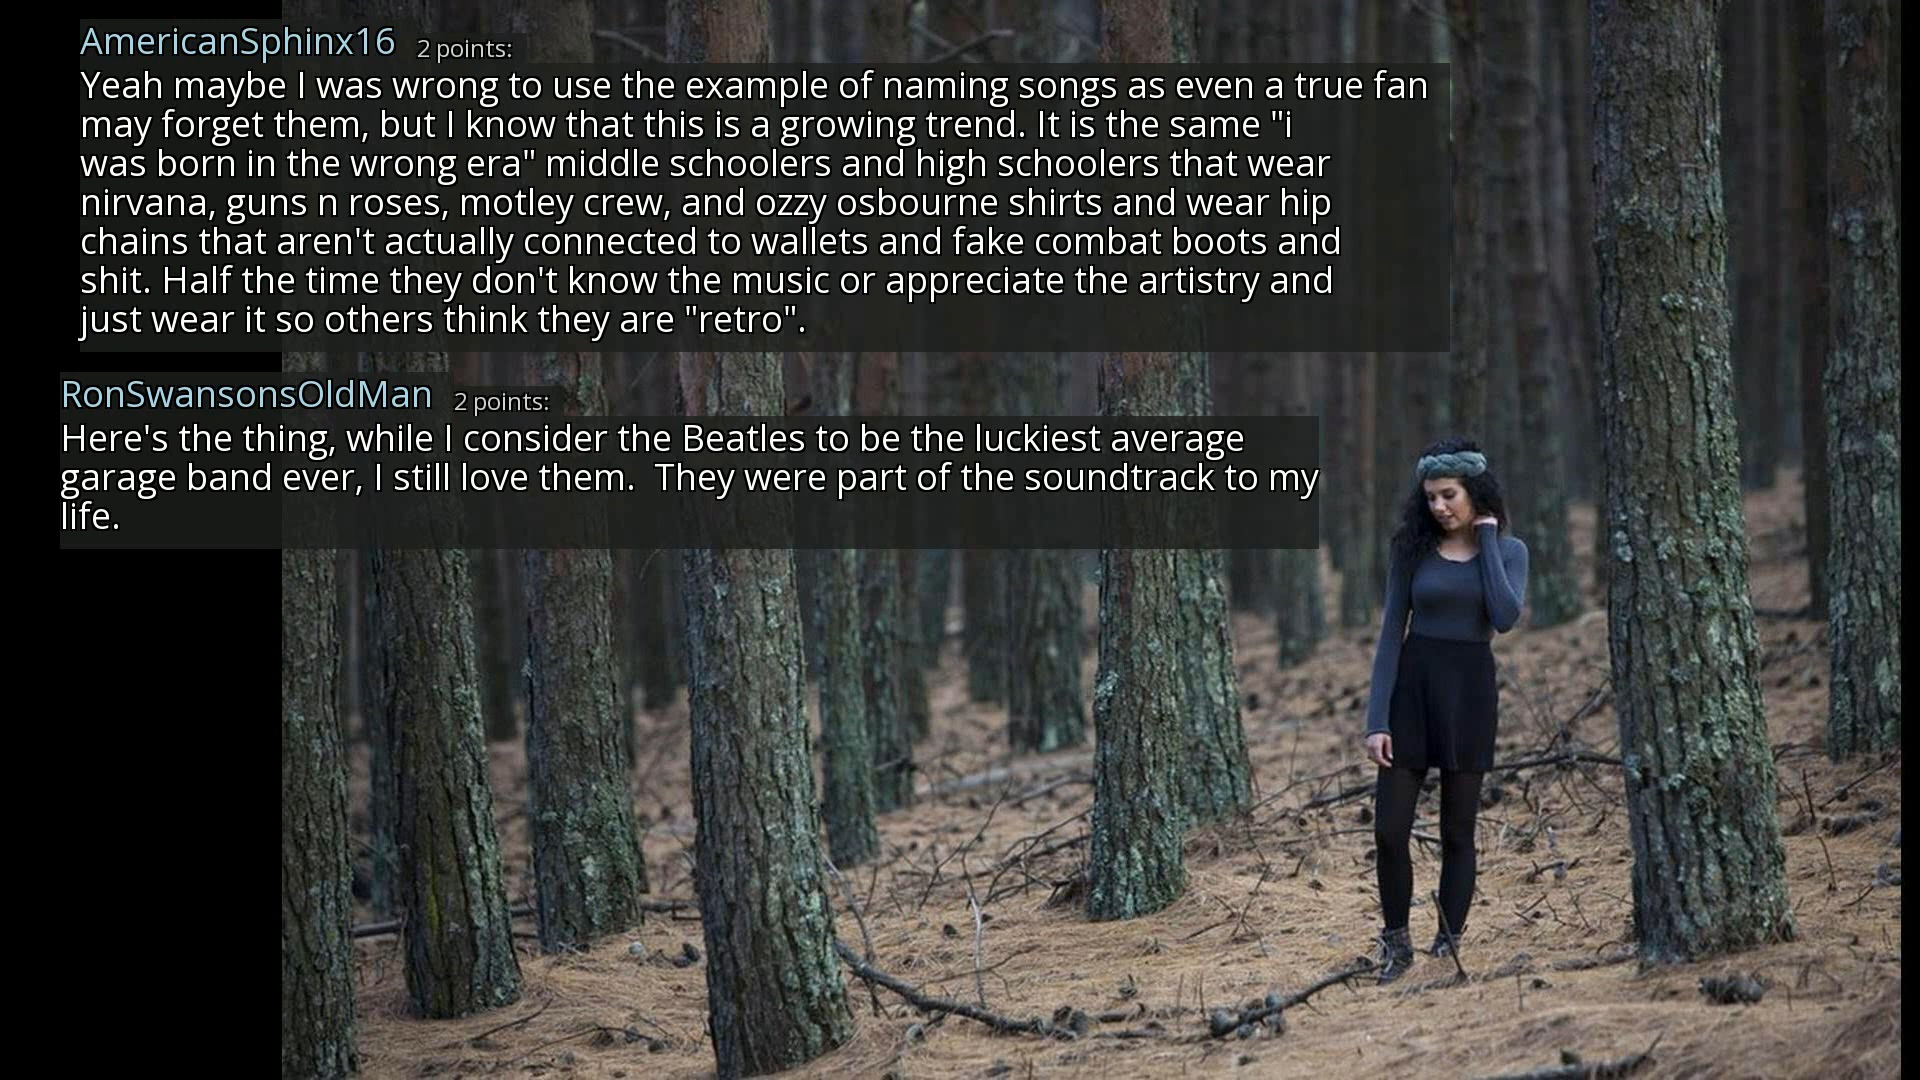 AmericanSphinx16 2 points:
Yeah maybe I was wrong to use the example of naming songs as even a true fan
may forget them, but I know that this is a growing trend. It is the same "i
was born in the wrong era" middle schoolers and high schoolers that wear
nirvana, guns n roses, motley crew, and ozzy osbourne shirts and wear hip
chains that aren't actually connected to wallets and fake combat boots and
shit. Half the time they don't know the music or appreciate the artistry and
just wear it so others think they are "retro".
RonSwansonsOldMan 2 points:
Here's the thing, while I consider the Beatles to be the luckiest average
garage band ever, I still love them.  They were part of the soundtrack to my
life.